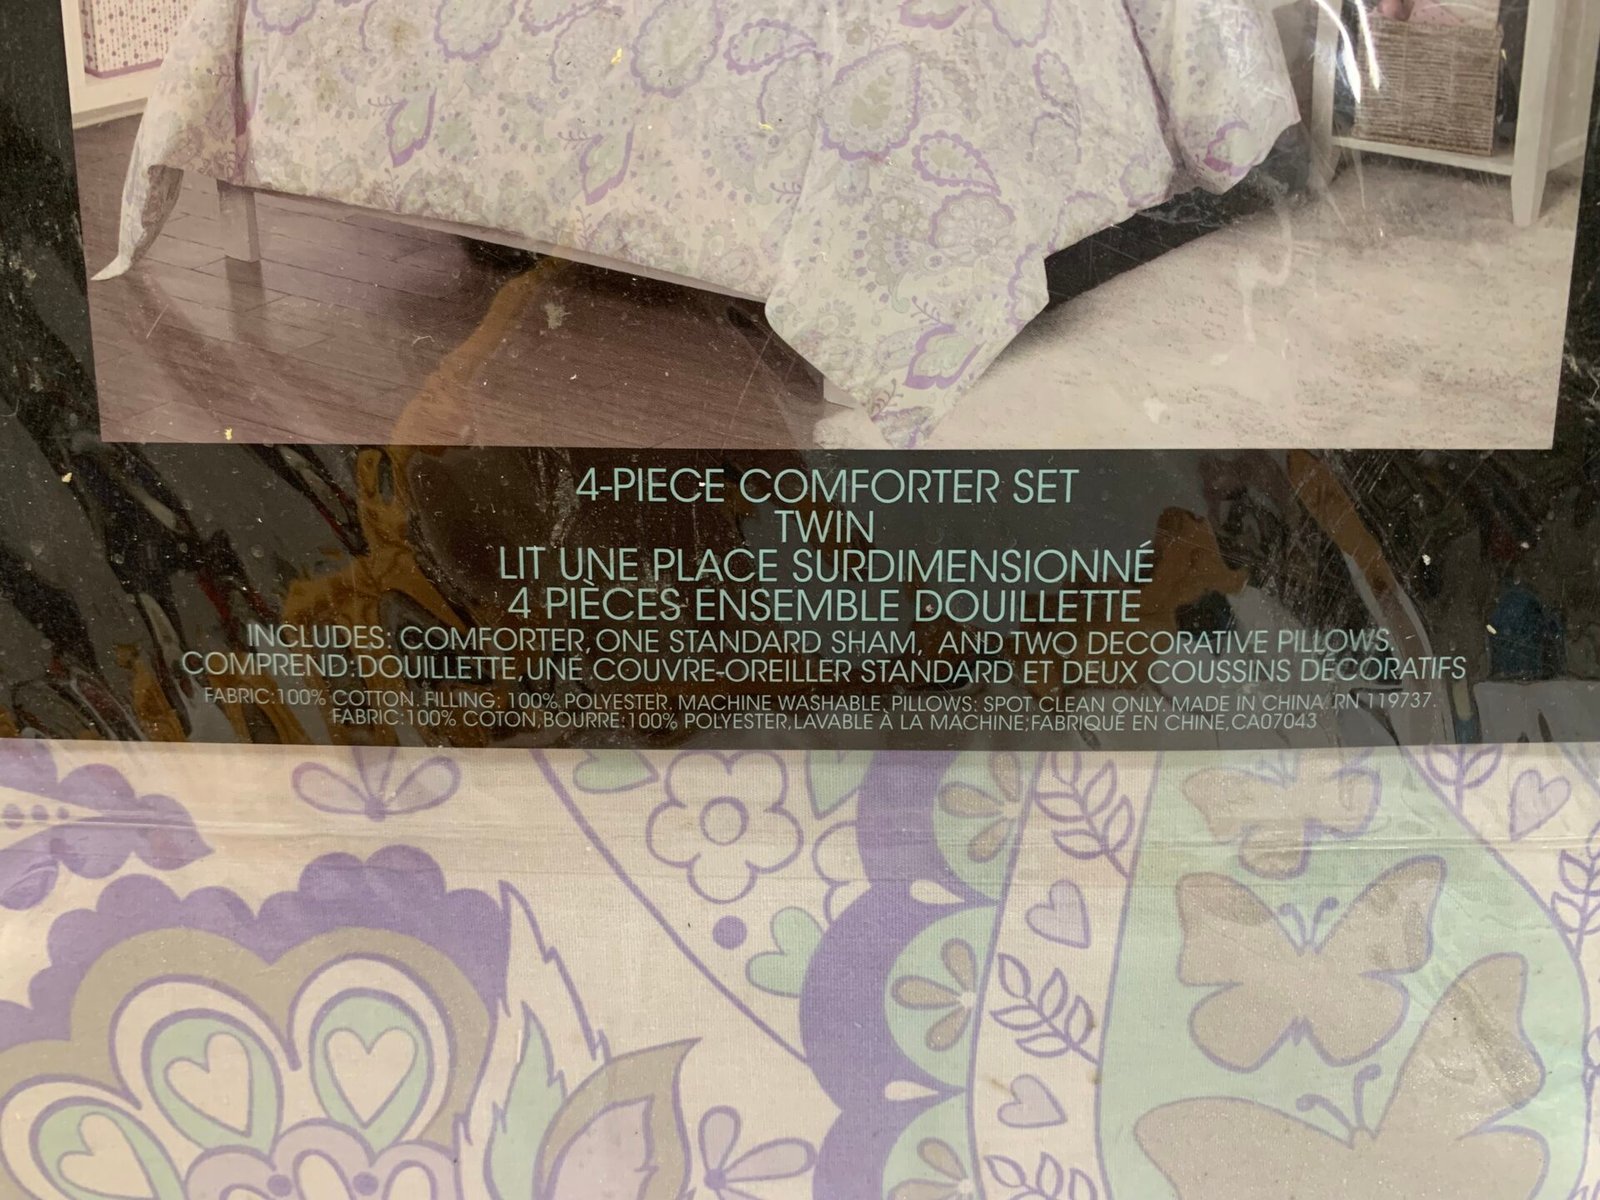 4-PIECE COMFORTER SET
TWIN
LIT UNE PLACE SURDIMENSIONNÉ
4 PIÈCES ENSEMBLE DOUILLETTE
INCLUDES: COMFORTER, ONE STANDARD SHAM, AND TWO DECORATIVE PILLOWS.
COMPREND:DOUILLETTE,UNE COUVRE-OREILLER STANDARD ET DEUX COUSSINS DÉCORATIFS
FABRIC:100% COTTON. FILLING: 100% POLYESTER. MACHINE WASHABLE. PILLOWS: SPOT CLEAN ONLY. MADE IN CHINA. RN 119737.
FABRIC:100% COTON,BOURRE:100% POLYESTER,LAVABLE À LA MACHINE;FABRIQUÉ EN CHINE,CA07043